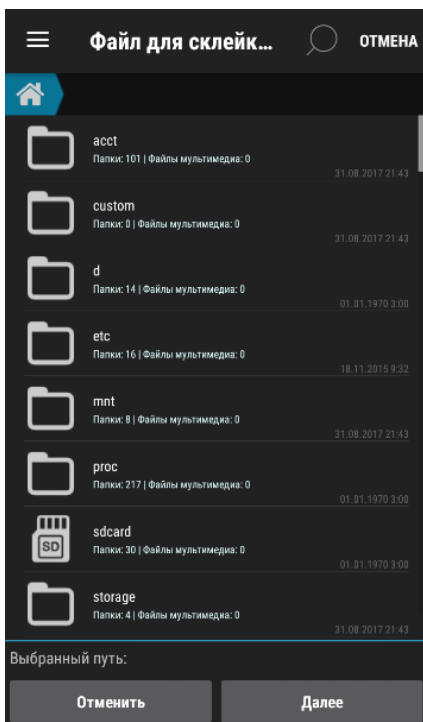 Файл для склейк... ОТМЕНА
acct
Папки: 101 | Файлы мультимедиа: 0
31.08.2017 21:43
custom
Папки: 0 | Файлы мультимедиа: 0
31.08.2017 21:43
d
Папки: 14 | Файлы мультимедиа: 0
01.01.1970 3:00
etc
Папки: 16 | Файлы мультимедиа: 0
18.11.2015 9:32
mnt
Папки: 8 | Файлы мультимедиа: 0
31.08.2017 21:43
proc
Папки: 217 | Файлы мультимедиа: 0
01.01.1970 3:00
SD
sdcard
Папки: 30 | Файлы мультимедиа: 0
01.01.1970 3:00
storage
Папки: 4 | Файлы мультимедиа: 0
31.08.2017 21:43
Выбранный путь:
Отменить Далее